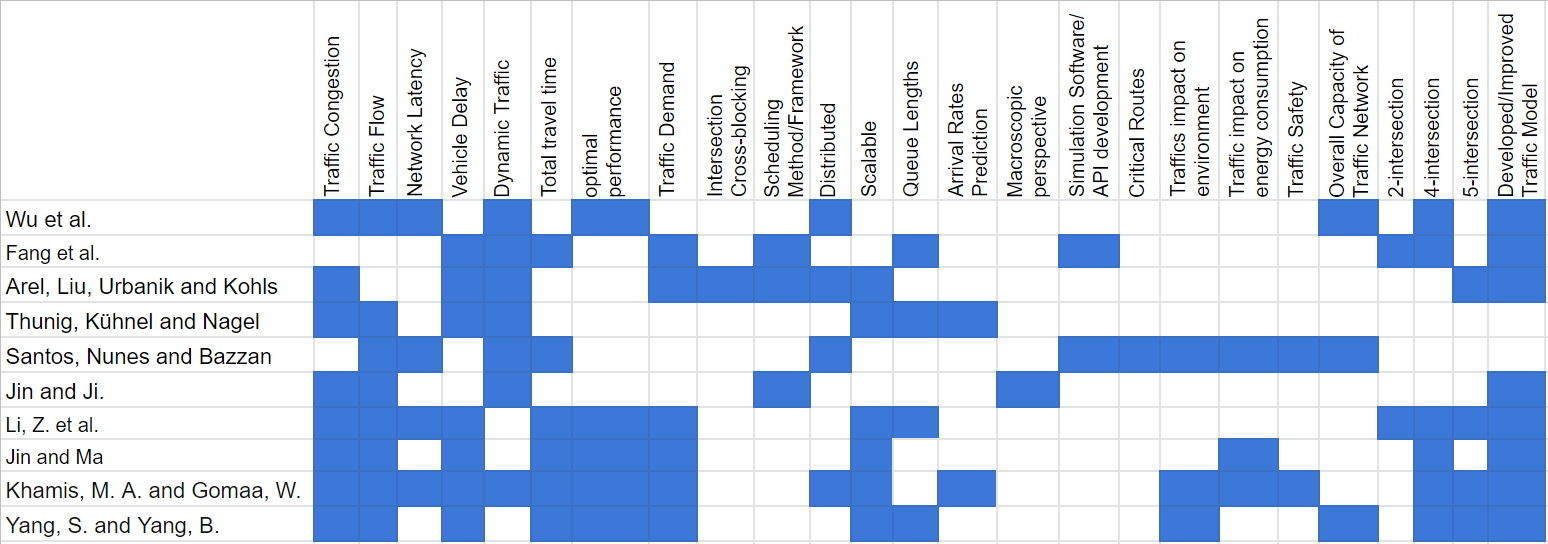 Traffic Congestion
Traffic Flow
Network Latency
Vehicle Delay
Dynamic Traffic
Total travel time
optimal
performance
Traffic Demand
Intersection
Cross-blocking
Scheduling
Method/Framework
Distributed
Scalable
Queue Lengths
Arrival Rates
Prediction
Macroscopic
perspective
Simulation Software/
API development
Critical Routes
Traffics impact on
environment
Traffic impact on
energy consumption
Traffic Safety
Overall Capacity of
Traffic Network
2-intersection
4-intersection
5-intersection
Developed/Improved
Traffic Model
Wu et al.
Fang et al.
Arel, Liu, Urbanik and Kohls
Thunig, Kühnel and Nagel
Santos, Nunes and Bazzan
Jin and Ji.
Li, Z. et al.
Jin and Ma
Khamis, M. A. and Gomaa, W.
Yang, S. and Yang, B.